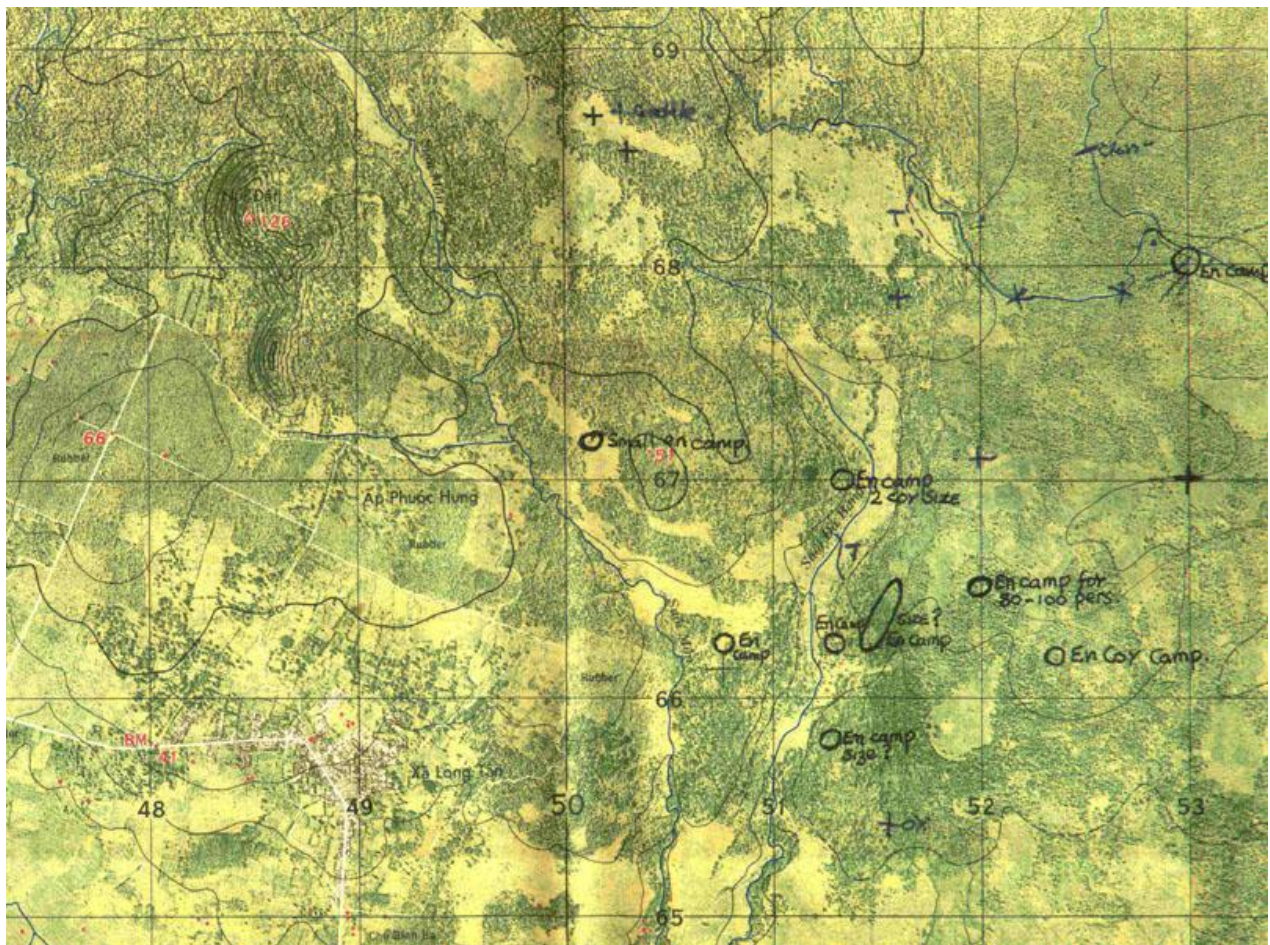 69
126
68
En camp
66
Rubber
Small en camp
51
67
Ap Phuoc Hung
En camp
2 coy size
Rubber
En camp for
80-100 pers.
En camp
size?
En camp
En
camp
En Coy Camp.
Rubber
66
En camp
size?
BM
41
Xa Long Tan
48
49
50
51
52
53
+ox
65